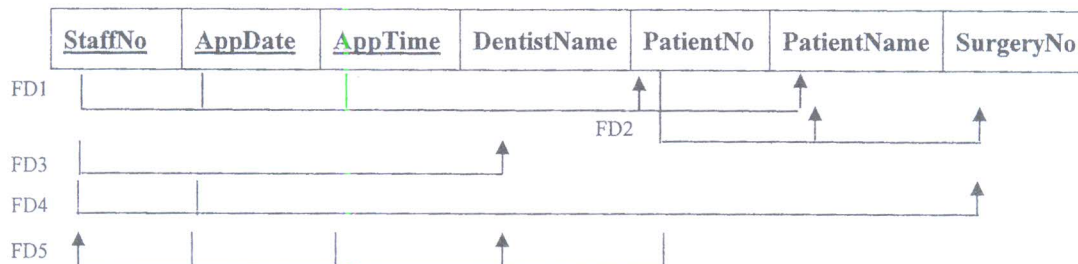 StaffNo AppDate AppTime DentistName PatientNo PatientName SurgeryNo
FD1
FD2
FD3
FD4
FD5